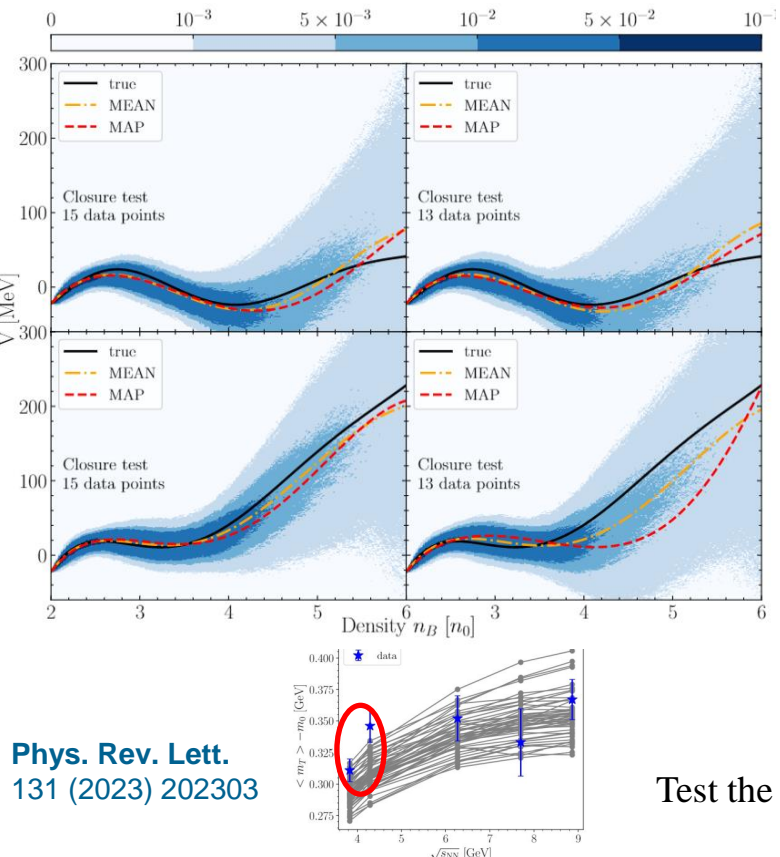 0 10⁻³ 5 × 10⁻³ 10⁻² 5 × 10⁻²
V [MeV]
300
200
100
0
true
MEAN
MAP
Closure test
15 data points
true
MEAN
MAP
Closure test
13 data points
300
200
100
0
true
MEAN
MAP
Closure test
15 data points
true
MEAN
MAP
Closure test
13 data points
2 3 4 5 6 3 4 5 6
Density n_B [n₀]
< m_T > −m₀ [GeV]
0.400
0.375
0.350
0.325
0.300
0.275
data
4 5 6 7 8 9
√s_NN [GeV]
Phys. Rev. Lett.
131 (2023) 202303
Test the